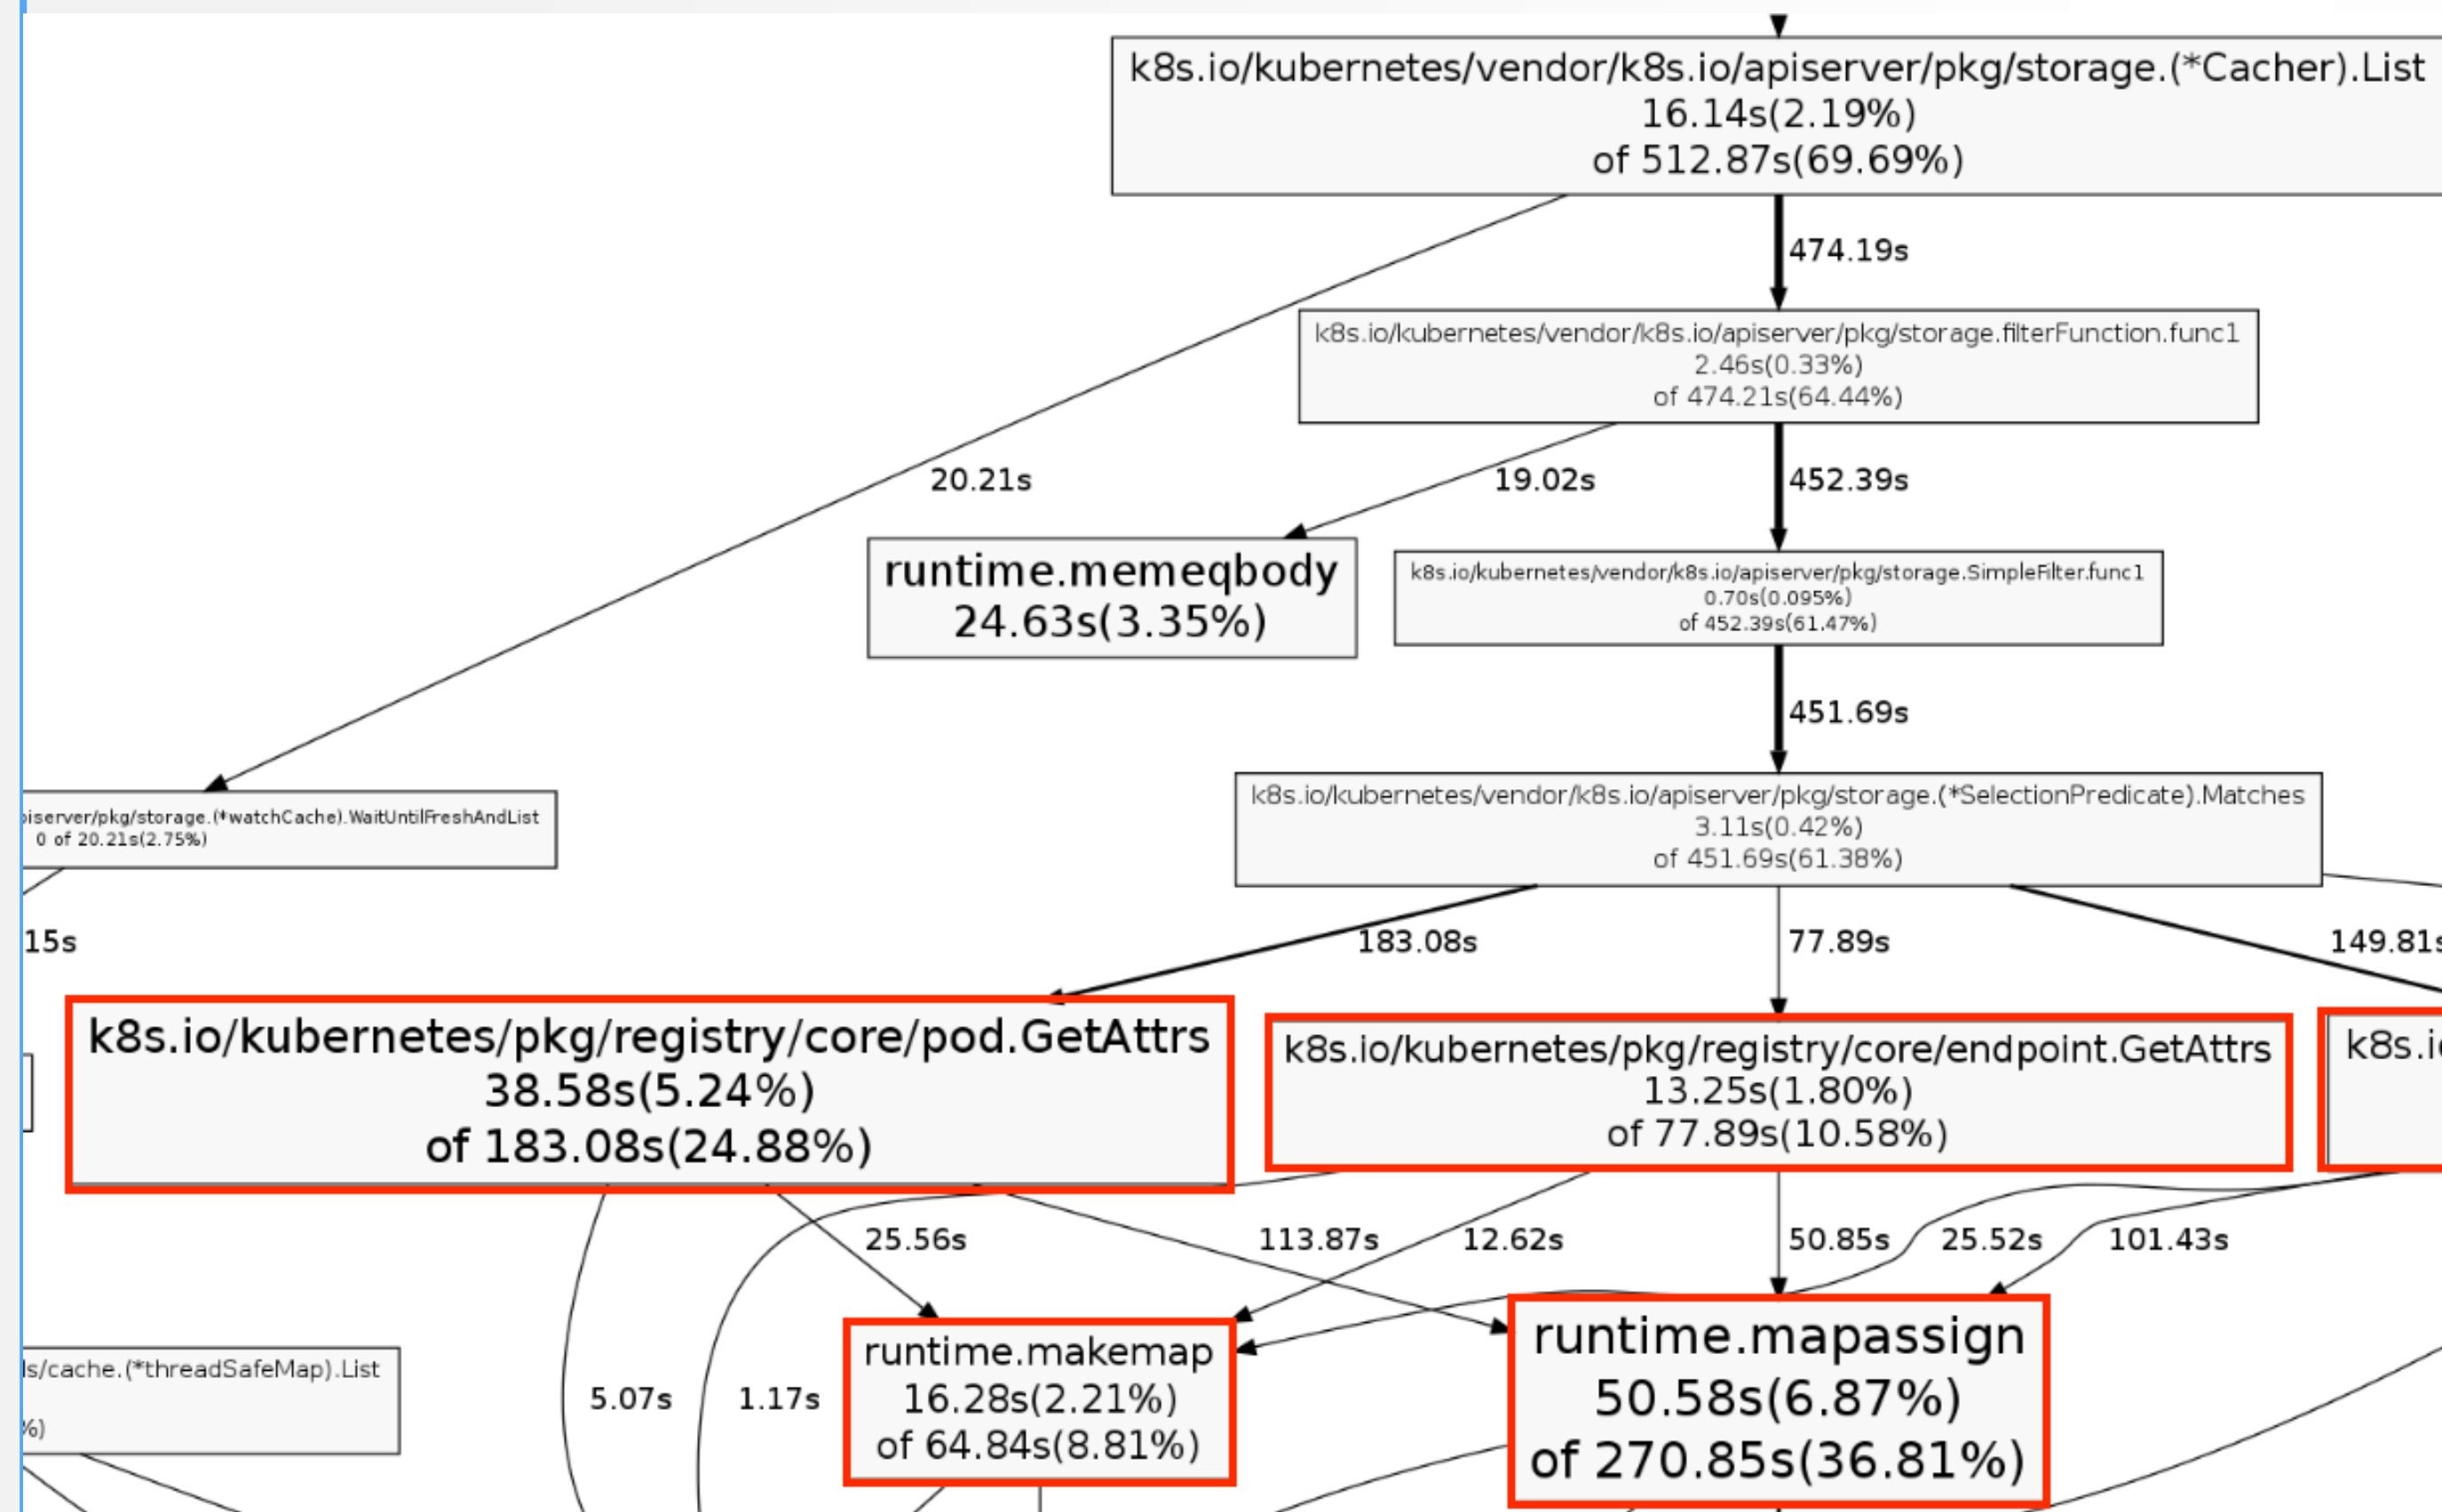 k8s.io/kubernetes/vendor/k8s.io/apiserver/pkg/storage.(*Cacher).List
16.14s(2.19%)
of 512.87s(69.69%)
474.19s
k8s.io/kubernetes/vendor/k8s.io/apiserver/pkg/storage.filterFunction.func1
2.46s(0.33%)
of 474.21s(64.44%)
20.21s
19.02s
452.39s
runtime.memeqbody
24.63s(3.35%)
k8s.io/kubernetes/vendor/k8s.io/apiserver/pkg/storage.SimpleFilter.func1
0.70s(0.095%)
of 452.39s(61.47%)
451.69s
iserver/pkg/storage.(*watchCache).WaitUntilFreshAndList
0 of 20.21s(2.75%)
k8s.io/kubernetes/vendor/k8s.io/apiserver/pkg/storage.(*SelectionPredicate).Matches
3.11s(0.42%)
of 451.69s(61.38%)
15s
183.08s
77.89s
149.81s
k8s.io/kubernetes/pkg/registry/core/pod.GetAttrs
38.58s(5.24%)
of 183.08s(24.88%)
k8s.io/kubernetes/pkg/registry/core/endpoint.GetAttrs
13.25s(1.80%)
of 77.89s(10.58%)
k8s.i
25.56s
113.87s
12.62s
50.85s
25.52s
101.43s
ls/cache.(*threadSafeMap).List
%)
5.07s
1.17s
runtime.makemap
16.28s(2.21%)
of 64.84s(8.81%)
runtime.mapassign
50.58s(6.87%)
of 270.85s(36.81%)